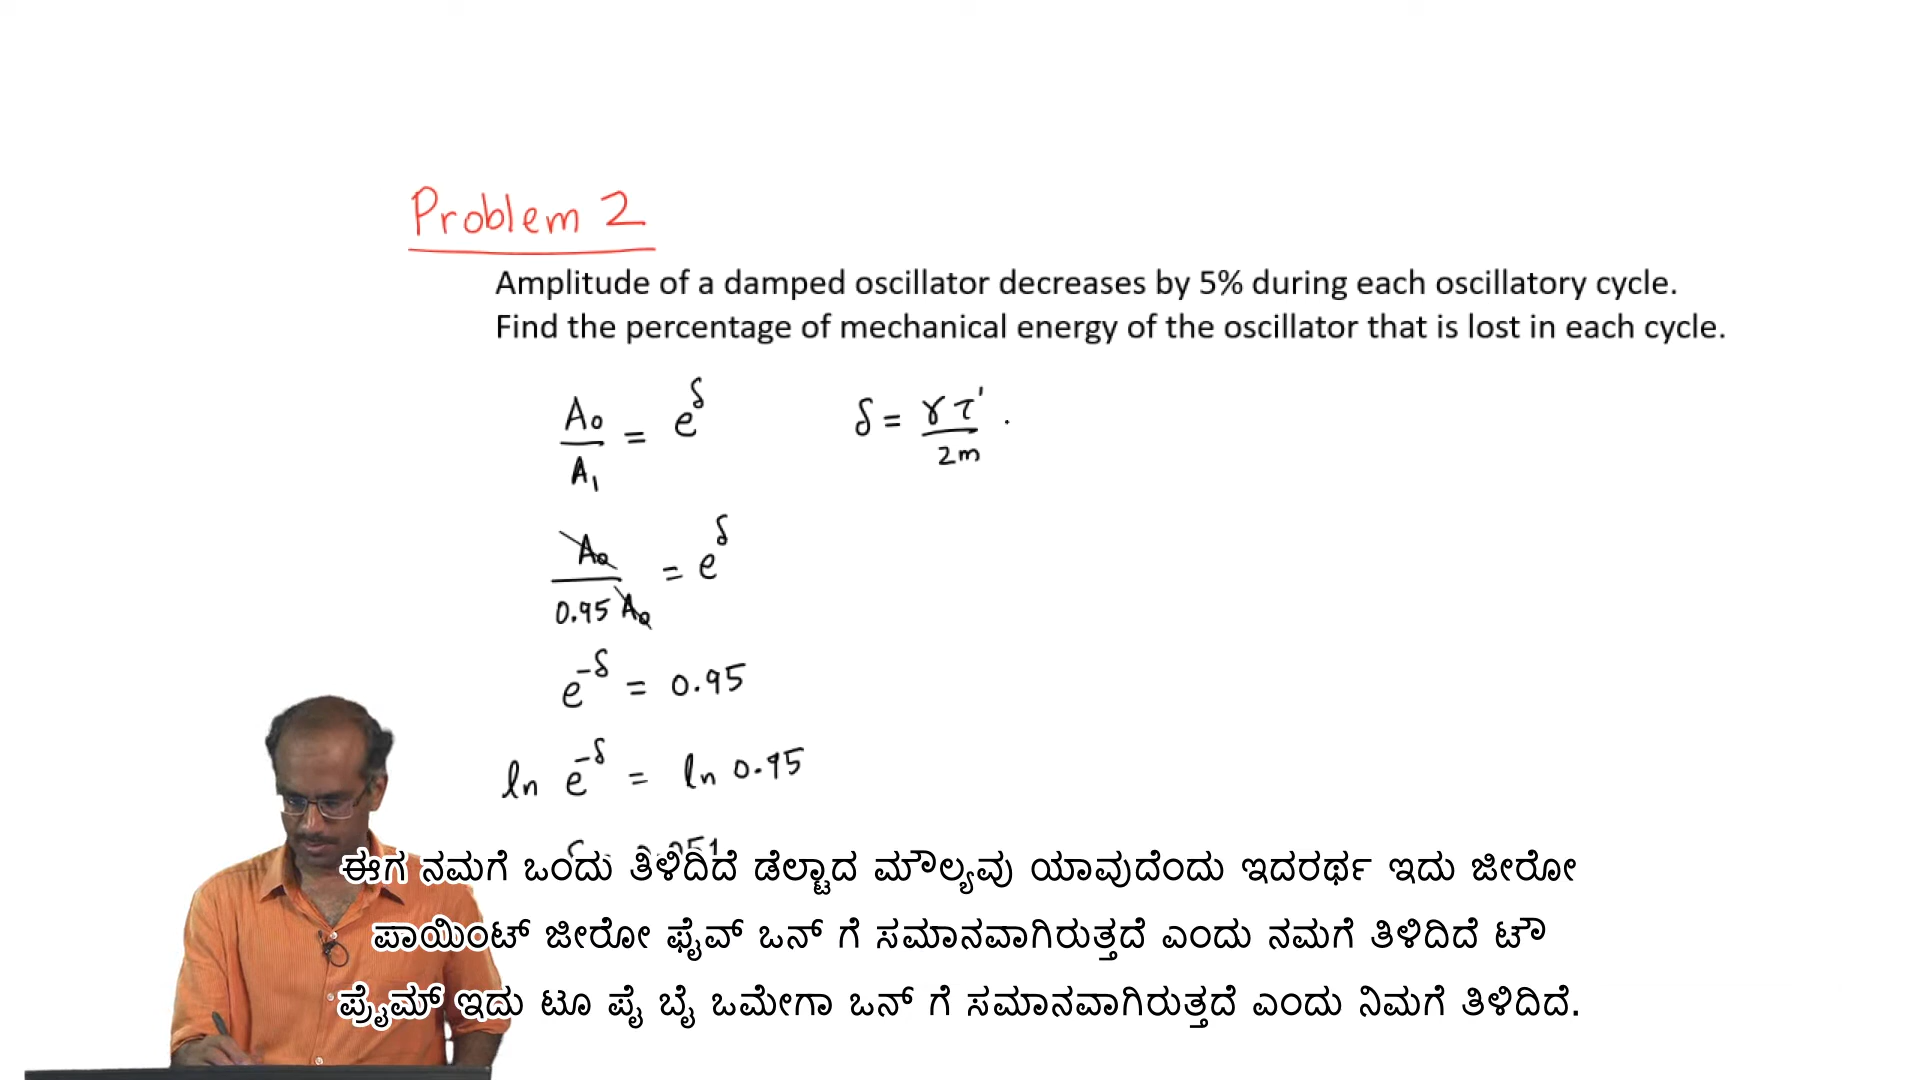 Problem 2
Amplitude of a damped oscillator decreases by 5% during each oscillatory cycle.
Find the percentage of mechanical energy of the oscillator that is lost in each cycle.
A₀/A₁ = e^δ
δ = γτ'/2m .
A₀/0.95 A₀ = e^δ
e^-δ = 0.95
ln e^-δ = ln 0.95
ಈಗ ನಮಗೆ ಒಂದು ತಿಳಿದಿದೆ ಡೆಲ್ಟಾದ ಮೌಲ್ಯವು ಯಾವುದೆಂದು ಇದರರ್ಥ ಇದು ಜೀರೋ
ಪಾಯಿಂಟ್ ಜೀರೋ ಫೈವ್ ಒನ್ ಗೆ ಸಮಾನವಾಗಿರುತ್ತದೆ ಎಂದು ನಮಗೆ ತಿಳಿದಿದೆ ಟೌ
ಪ್ರೈಮ್ ಇದು ಟೂ ಪೈ ಬೈ ಒಮೇಗಾ ಒನ್ ಗೆ ಸಮಾನವಾಗಿರುತ್ತದೆ ಎಂದು ನಿಮಗೆ ತಿಳಿದಿದೆ.